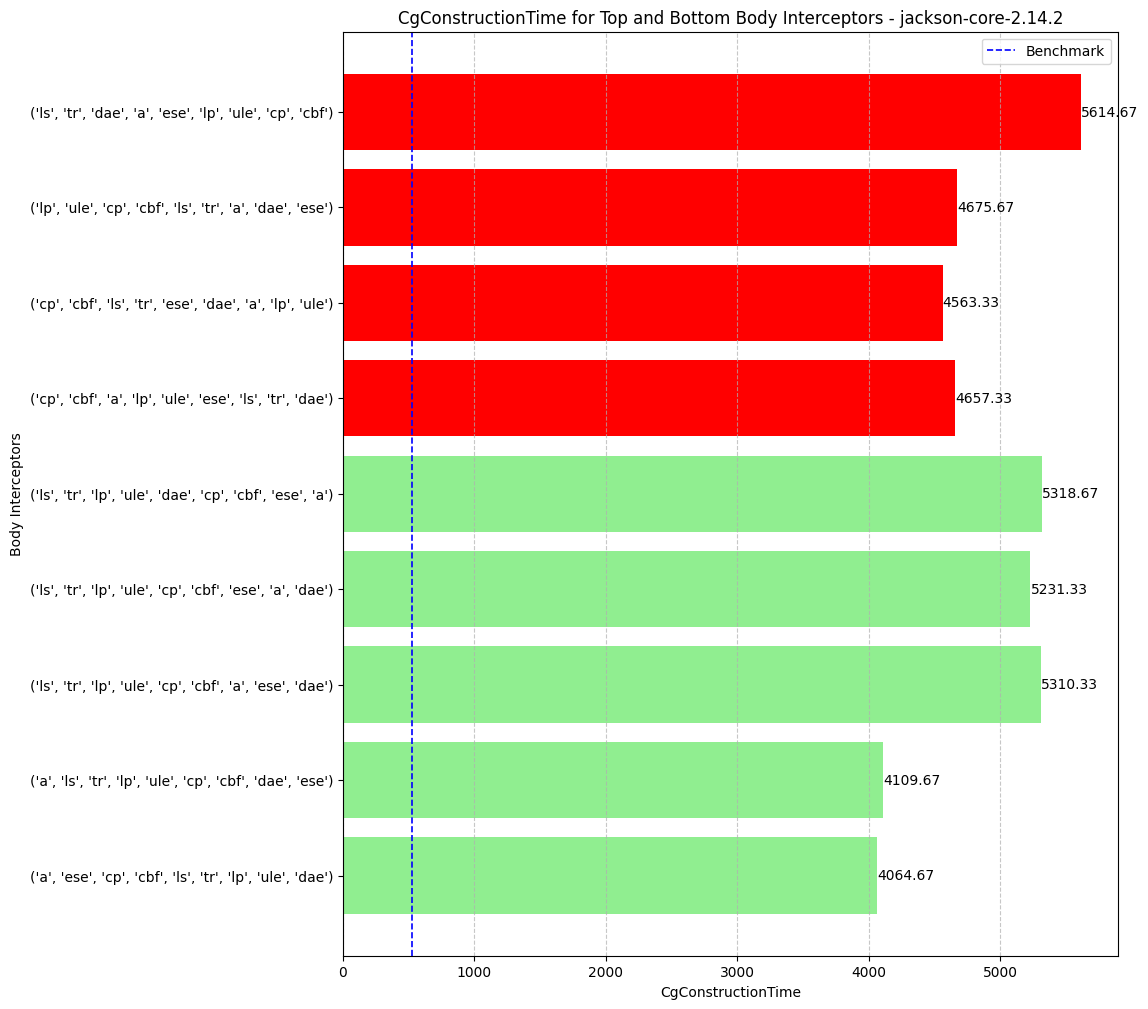 CgConstructionTime for Top and Bottom Body Interceptors - jackson-core-2.14.2
Benchmark
('ls', 'tr', 'dae', 'a', 'ese', 'lp', 'ule', 'cp', 'cbf') 5614.67
('lp', 'ule', 'cp', 'cbf', 'ls', 'tr', 'a', 'dae', 'ese') 4675.67
('cp', 'cbf', 'ls', 'tr', 'ese', 'dae', 'a', 'lp', 'ule') 4563.33
('cp', 'cbf', 'a', 'lp', 'ule', 'ese', 'ls', 'tr', 'dae') 4657.33
('ls', 'tr', 'lp', 'ule', 'dae', 'cp', 'cbf', 'ese', 'a') 5318.67
('ls', 'tr', 'lp', 'ule', 'cp', 'cbf', 'ese', 'a', 'dae') 5231.33
('ls', 'tr', 'lp', 'ule', 'cp', 'cbf', 'a', 'ese', 'dae') 5310.33
('a', 'ls', 'tr', 'lp', 'ule', 'cp', 'cbf', 'dae', 'ese') 4109.67
('a', 'ese', 'cp', 'cbf', 'ls', 'tr', 'lp', 'ule', 'dae') 4064.67
Body Interceptors
0 1000 2000 3000 4000 5000
CgConstructionTime